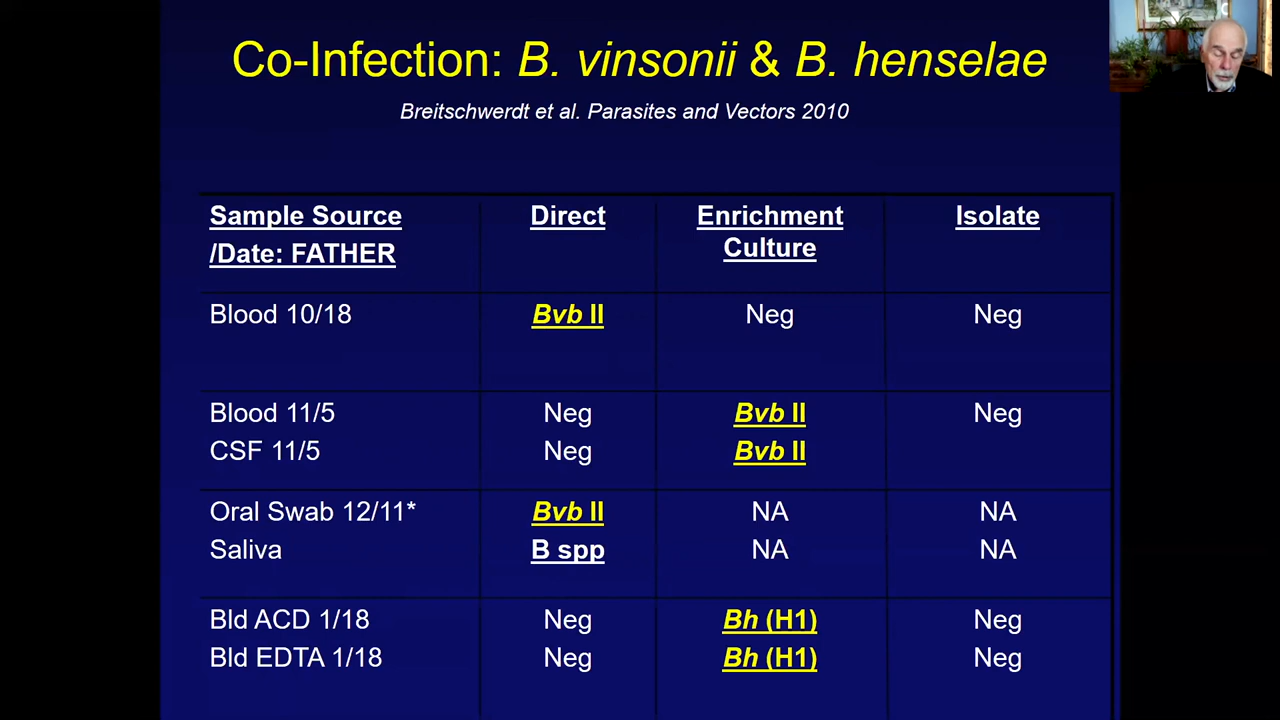 Co-Infection: B. vinsonii & B. henselae
Breitschwerdt et al. Parasites and Vectors 2010
Sample Source /Date: FATHER Direct Enrichment Culture Isolate
Blood 10/18 Bvb II Neg Neg
Blood 11/5 Neg Bvb II Neg
CSF 11/5 Neg Bvb II
Oral Swab 12/11* Bvb II NA NA
Saliva B spp NA NA
Bld ACD 1/18 Neg Bh (H1) Neg
Bld EDTA 1/18 Neg Bh (H1) Neg